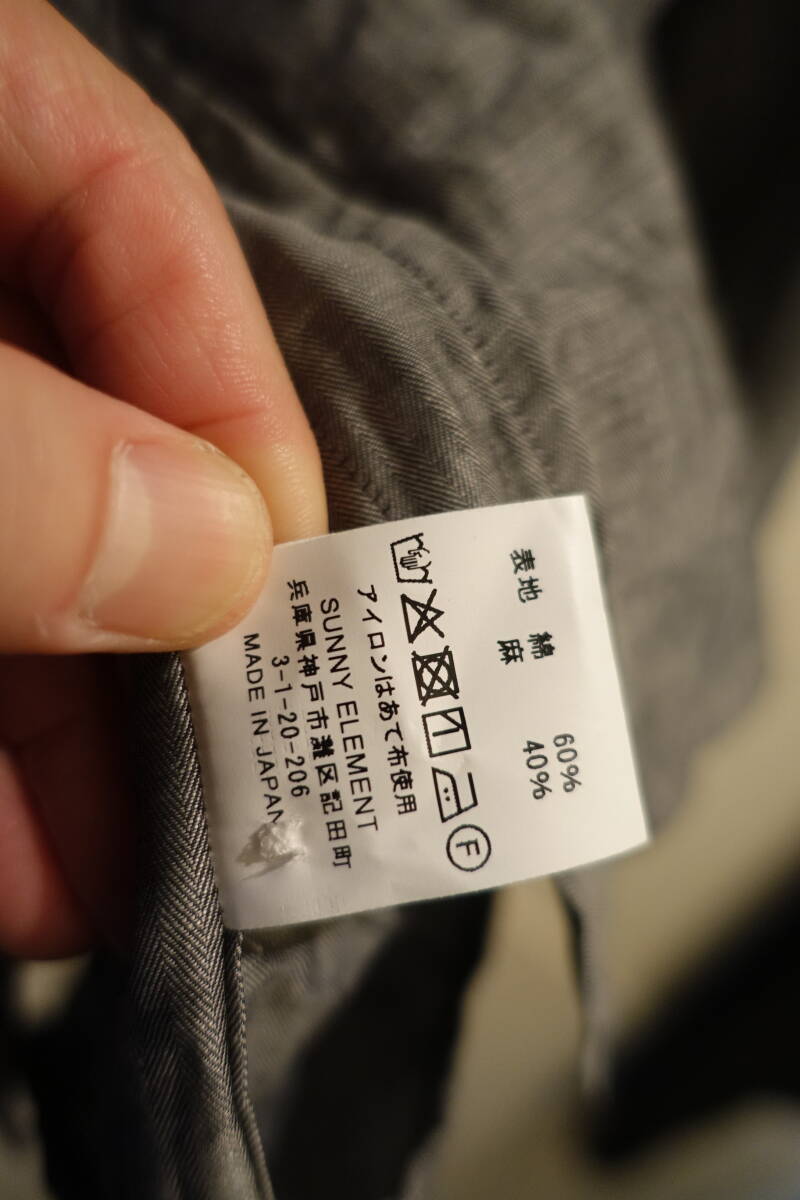 表地 綿 60%
麻 40%
F
アイロンはあて布使用
SUNNY ELEMENT
兵庫県神戸市灘区記田町
3-1-20-206
MADE IN JAPAN